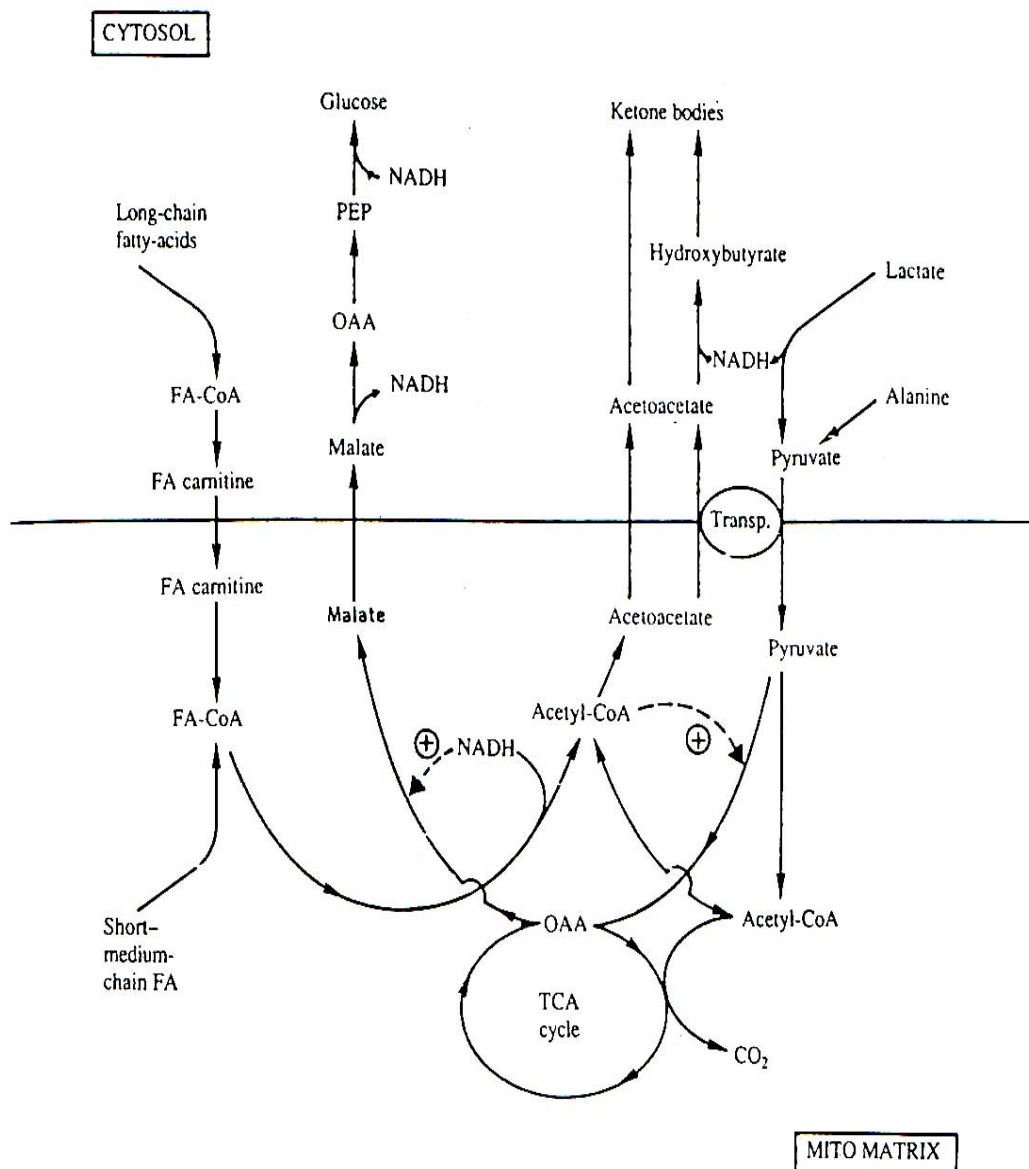 CYTOSOL
Glucose
Ketone bodies
NADH
Long-chain
fatty-acids
PEP
Hydroxybutyrate
Lactate
OAA
NADH
NADH
FA-CoA
Acetoacetate
Alanine
Malate
Pyruvate
FA carnitine
Transp.
FA carnitine
Malate
Acetoacetate
Pyruvate
FA-CoA
Acetyl-CoA
+
NADH
+
Short–
medium-
chain FA
OAA
Acetyl-CoA
TCA
cycle
CO₂
MITO MATRIX